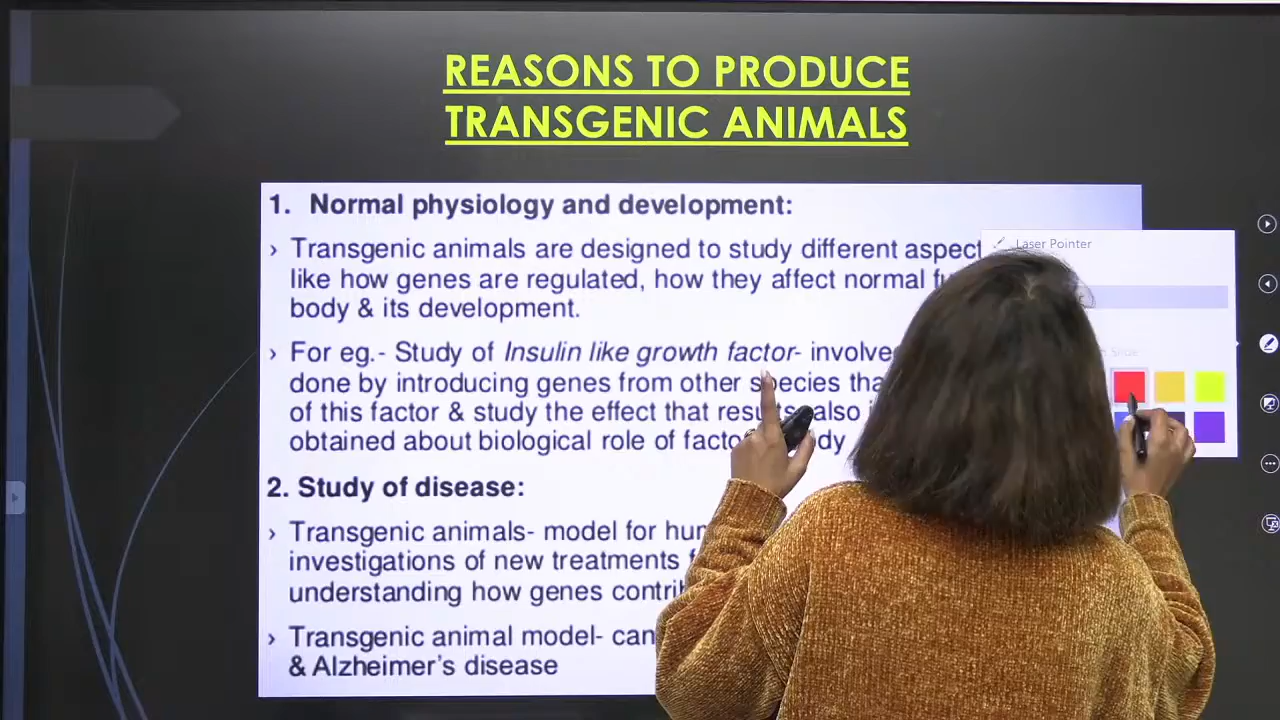 REASONS TO PRODUCE
TRANSGENIC ANIMALS
1. Normal physiology and development:
› Transgenic animals are designed to study different
like how genes are regulated, how they affect normal
body & its development.
› For eg.- Study of Insulin like growth factor-
done by introducing genes from other species
of this factor & study the effect that results also
obtained about biological role of
2. Study of disease:
› Transgenic animals- model for
investigations of new treatments
understanding how genes
› Transgenic animal model-
& Alzheimer's disease
Laser Pointer